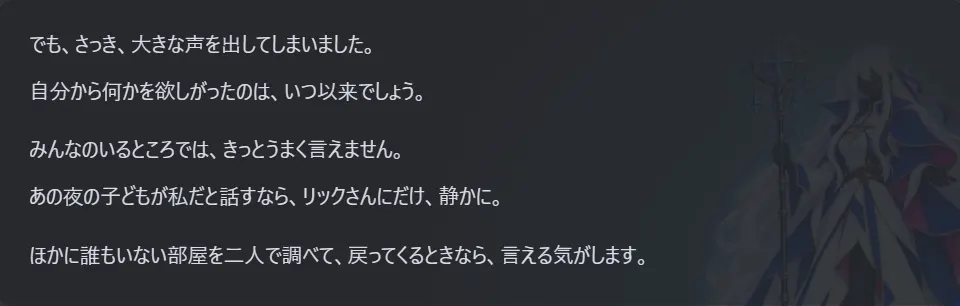 でも、さっき、大きな声を出してしまいました。
自分から何かを欲しがったのは、いつ以来でしょう。
みんなのいるところでは、きっとうまく言えません。
あの夜の子どもが私だと話すなら、リックさんにだけ、静かに。
ほかに誰もいない部屋を二人で調べて、戻ってくるときなら、言える気がします。